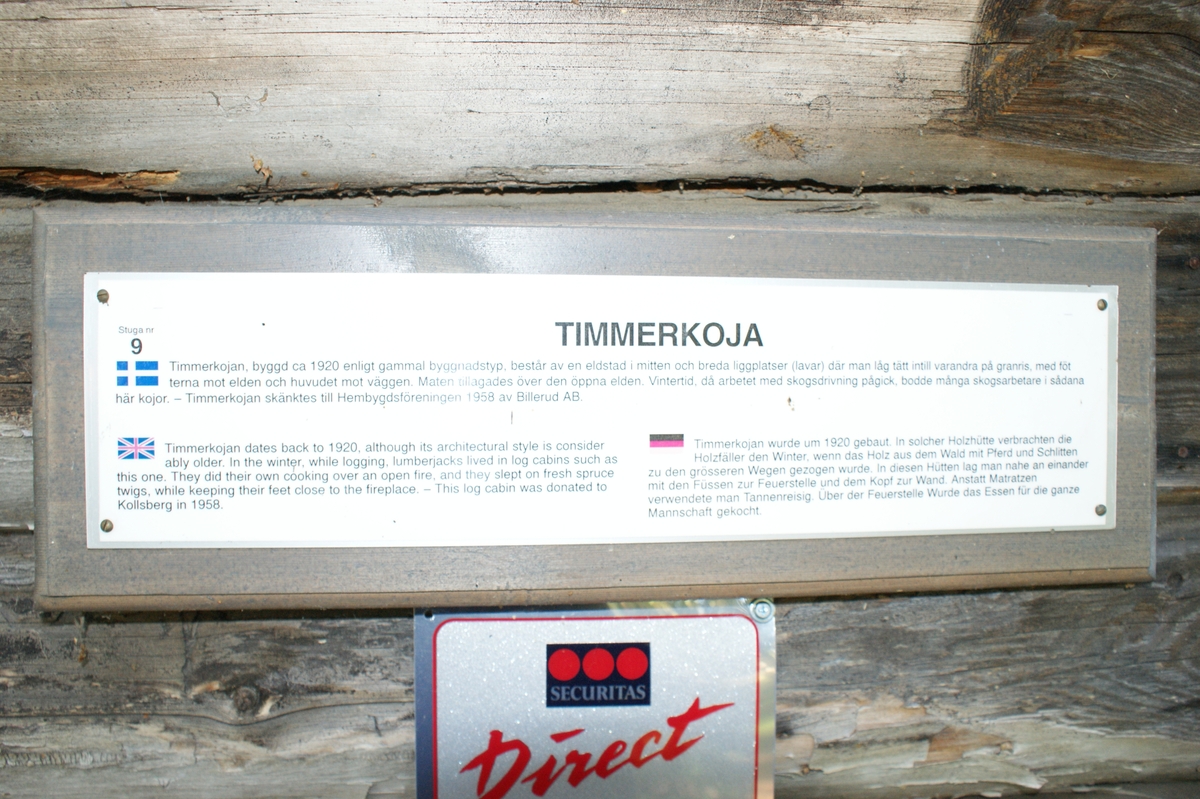 Stuga nr
9
TIMMERKOJA
Timmerkojan, byggd ca 1920 enligt gammal byggnadstyp, består av en eldstad i mitten och breda liggplatser (lavar) där man låg tätt intill varandra på granris, med föt
terna mot elden och huvudet mot väggen. Maten tillagades över den öppna elden. Vintertid, då arbetet med skogsdrivning pågick, bodde många skogsarbetare i sådana
här kojor. – Timmerkojan skänktes till Hembygdsföreningen 1958 av Billerud AB.
Timmerkojan dates back to 1920, although its architectural style is consider
ably older. In the winter, while logging, lumberjacks lived in log cabins such as
this one. They did their own cooking over an open fire, and they slept on fresh spruce
twigs, while keeping their feet close to the fireplace. – This log cabin was donated to
Kollsberg in 1958.
Timmerkojan wurde um 1920 gebaut. In solcher Holzhütte verbrachten die
Holzfäller den Winter, wenn das Holz aus dem Wald mit Pferd und Schlitten
zu den grösseren Wegen gezogen wurde. In diesen Hütten lag man nahe an einander
mit den Füssen zur Feuerstelle und dem Kopf zur Wand. Anstatt Matratzen
verwendete man Tannenreisig. Über der Feuerstelle Wurde das Essen für die ganze
Mannschaft gekocht.
SECURITAS
Direct